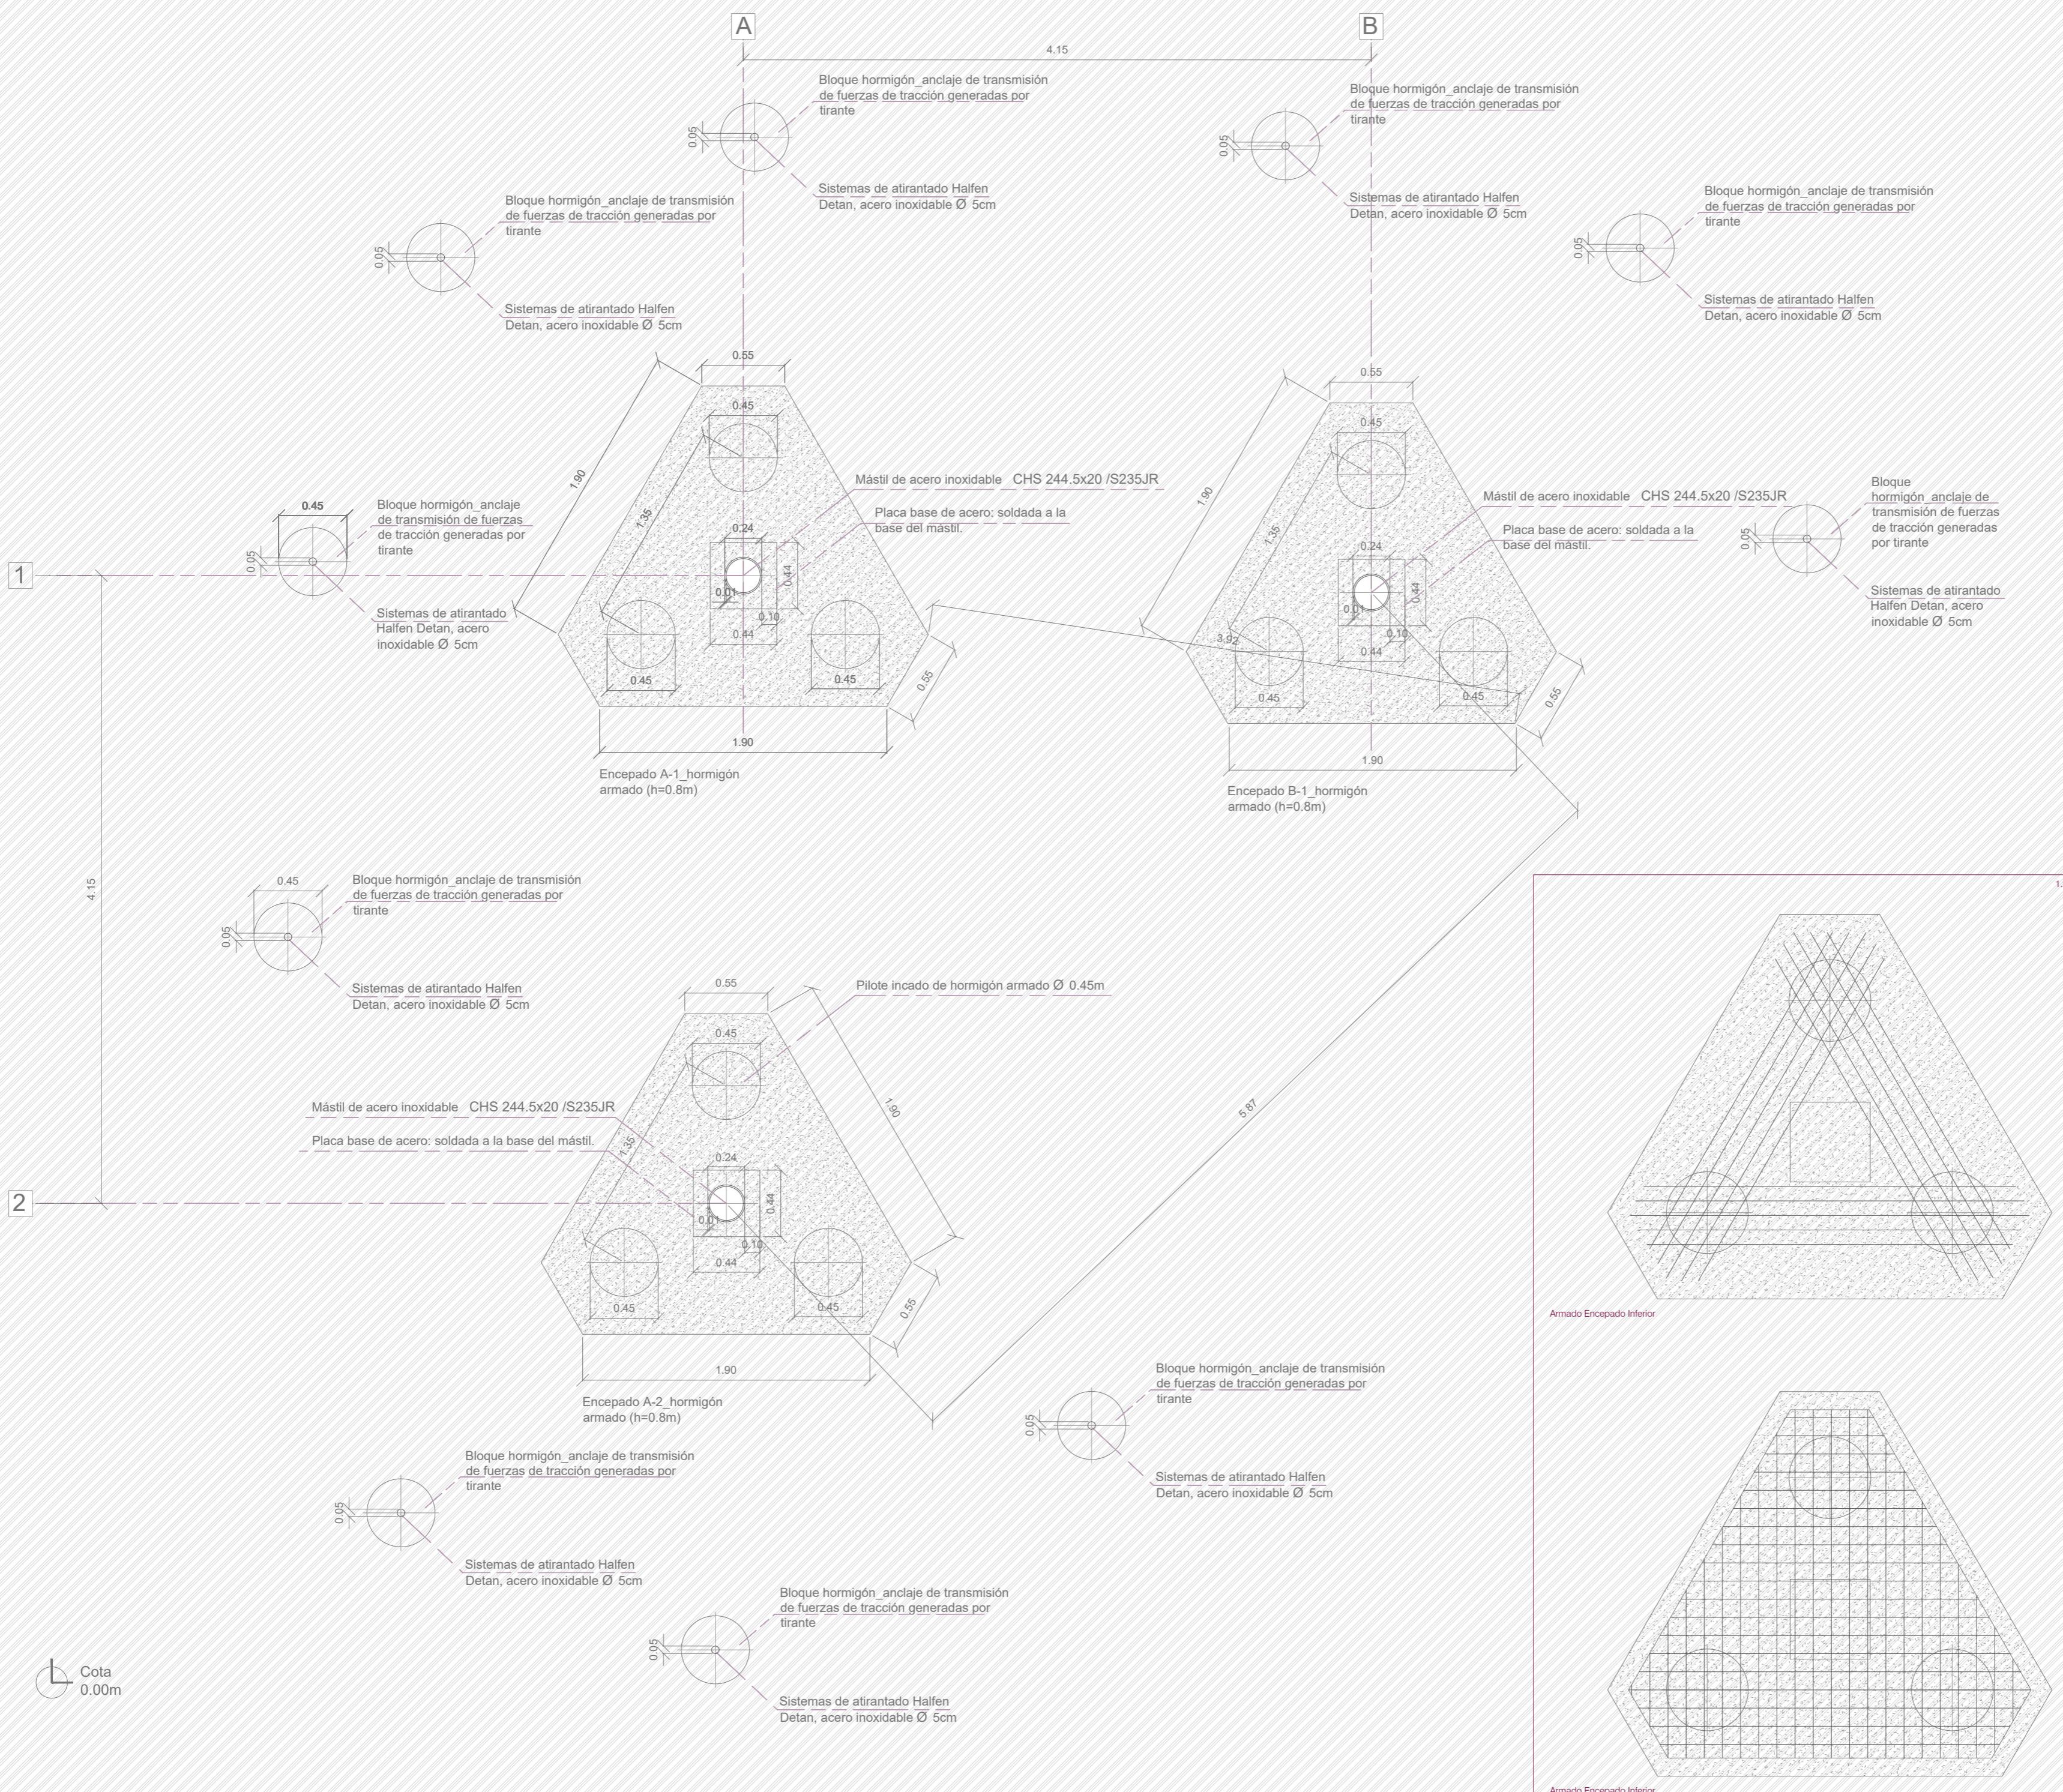 A
B
4.15
Bloque hormigón_anclaje de transmisión
de fuerzas de tracción generadas por
tirante
0.05
Sistemas de atirantado Halfen
Detan, acero inoxidable Ø 5cm
Bloque hormigón_anclaje de transmisión
de fuerzas de tracción generadas por
tirante
0.05
Sistemas de atirantado Halfen
Detan, acero inoxidable Ø 5cm
Bloque hormigón_anclaje de transmisión
de fuerzas de tracción generadas por
tirante
0.05
Sistemas de atirantado Halfen
Detan, acero inoxidable Ø 5cm
Bloque hormigón_anclaje de transmisión
de fuerzas de tracción generadas por
tirante
0.05
Sistemas de atirantado Halfen
Detan, acero inoxidable Ø 5cm
0.55
0.45
1.90
1.35
Mástil de acero inoxidable CHS 244.5x20 /S235JR
Placa base de acero: soldada a la
base del mástil.
0.24
0.44
0.01
0.10
0.44
0.45
0.45
0.55
1.90
Encepado A-1_hormigón
armado (h=0.8m)
0.55
0.45
1.90
1.35
Mástil de acero inoxidable CHS 244.5x20 /S235JR
Placa base de acero: soldada a la
base del mástil.
0.24
0.44
0.01
0.10
0.44
3.92
0.45
0.45
0.55
1.90
Encepado B-1_hormigón
armado (h=0.8m)
0.45
Bloque hormigón_anclaje
de transmisión de fuerzas
de tracción generadas por
tirante
0.05
Sistemas de atirantado
Halfen Detan, acero
inoxidable Ø 5cm
Bloque
hormigón_anclaje de
transmisión de fuerzas
de tracción generadas
por tirante
0.05
Sistemas de atirantado
Halfen Detan, acero
inoxidable Ø 5cm
1
4.15
0.45
Bloque hormigón_anclaje de transmisión
de fuerzas de tracción generadas por
tirante
0.05
Sistemas de atirantado Halfen
Detan, acero inoxidable Ø 5cm
0.55
Pilote incado de hormigón armado Ø 0.45m
0.45
1.90
1.35
Mástil de acero inoxidable CHS 244.5x20 /S235JR
Placa base de acero: soldada a la base del mástil.
0.24
0.44
0.01
0.10
0.44
0.45
0.45
0.55
1.90
5.87
2
Encepado A-2_hormigón
armado (h=0.8m)
Bloque hormigón_anclaje de transmisión
de fuerzas de tracción generadas por
tirante
0.05
Sistemas de atirantado Halfen
Detan, acero inoxidable Ø 5cm
Bloque hormigón_anclaje de transmisión
de fuerzas de tracción generadas por
tirante
0.05
Sistemas de atirantado Halfen
Detan, acero inoxidable Ø 5cm
Bloque hormigón_anclaje de transmisión
de fuerzas de tracción generadas por
tirante
0.05
Sistemas de atirantado Halfen
Detan, acero inoxidable Ø 5cm
Cota
0.00m
Armado Encepado Inferior
Armado Encepado Inferior